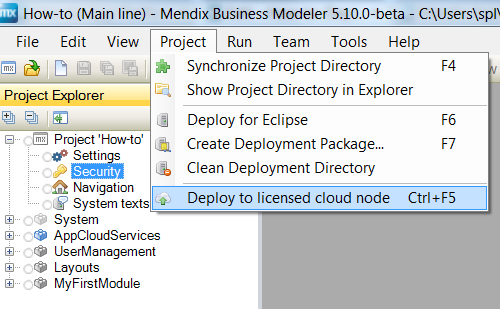 mx How-to (Main line) - Mendix Business Modeler 5.10.0-beta - C:\Users\spl
File Edit View Project Run Team Tools Help
Synchronize Project Directory F4
Show Project Directory in Explorer
Deploy for Eclipse F6
Create Deployment Package... F7
Clean Deployment Directory
Deploy to licensed cloud node Ctrl+F5
Project Explorer
mx Project 'How-to'
Settings
Security
Navigation
System texts
System
AppCloudServices
UserManagement
Layouts
MyFirstModule